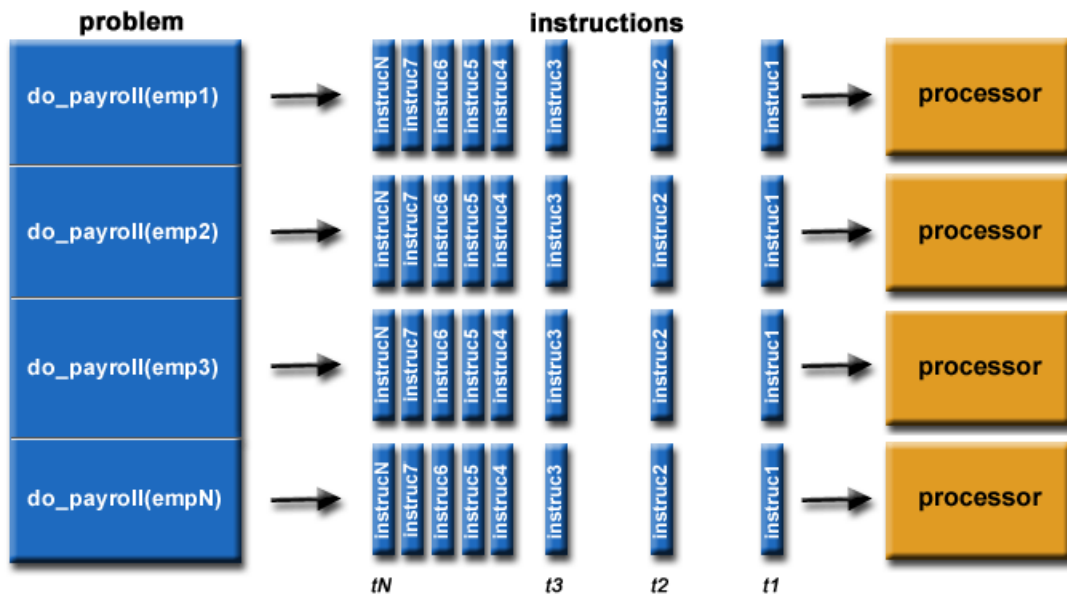 problem
instructions
do_payroll(emp1)
instrucN
instruc7
instruc6
instruc5
instruc4
instruc3
instruc2
instruc1
processor
do_payroll(emp2)
instrucN
instruc7
instruc6
instruc5
instruc4
instruc3
instruc2
instruc1
processor
do_payroll(emp3)
instrucN
instruc7
instruc6
instruc5
instruc4
instruc3
instruc2
instruc1
processor
do_payroll(empN)
instrucN
instruc7
instruc6
instruc5
instruc4
instruc3
instruc2
instruc1
processor
tN
t3
t2
t1